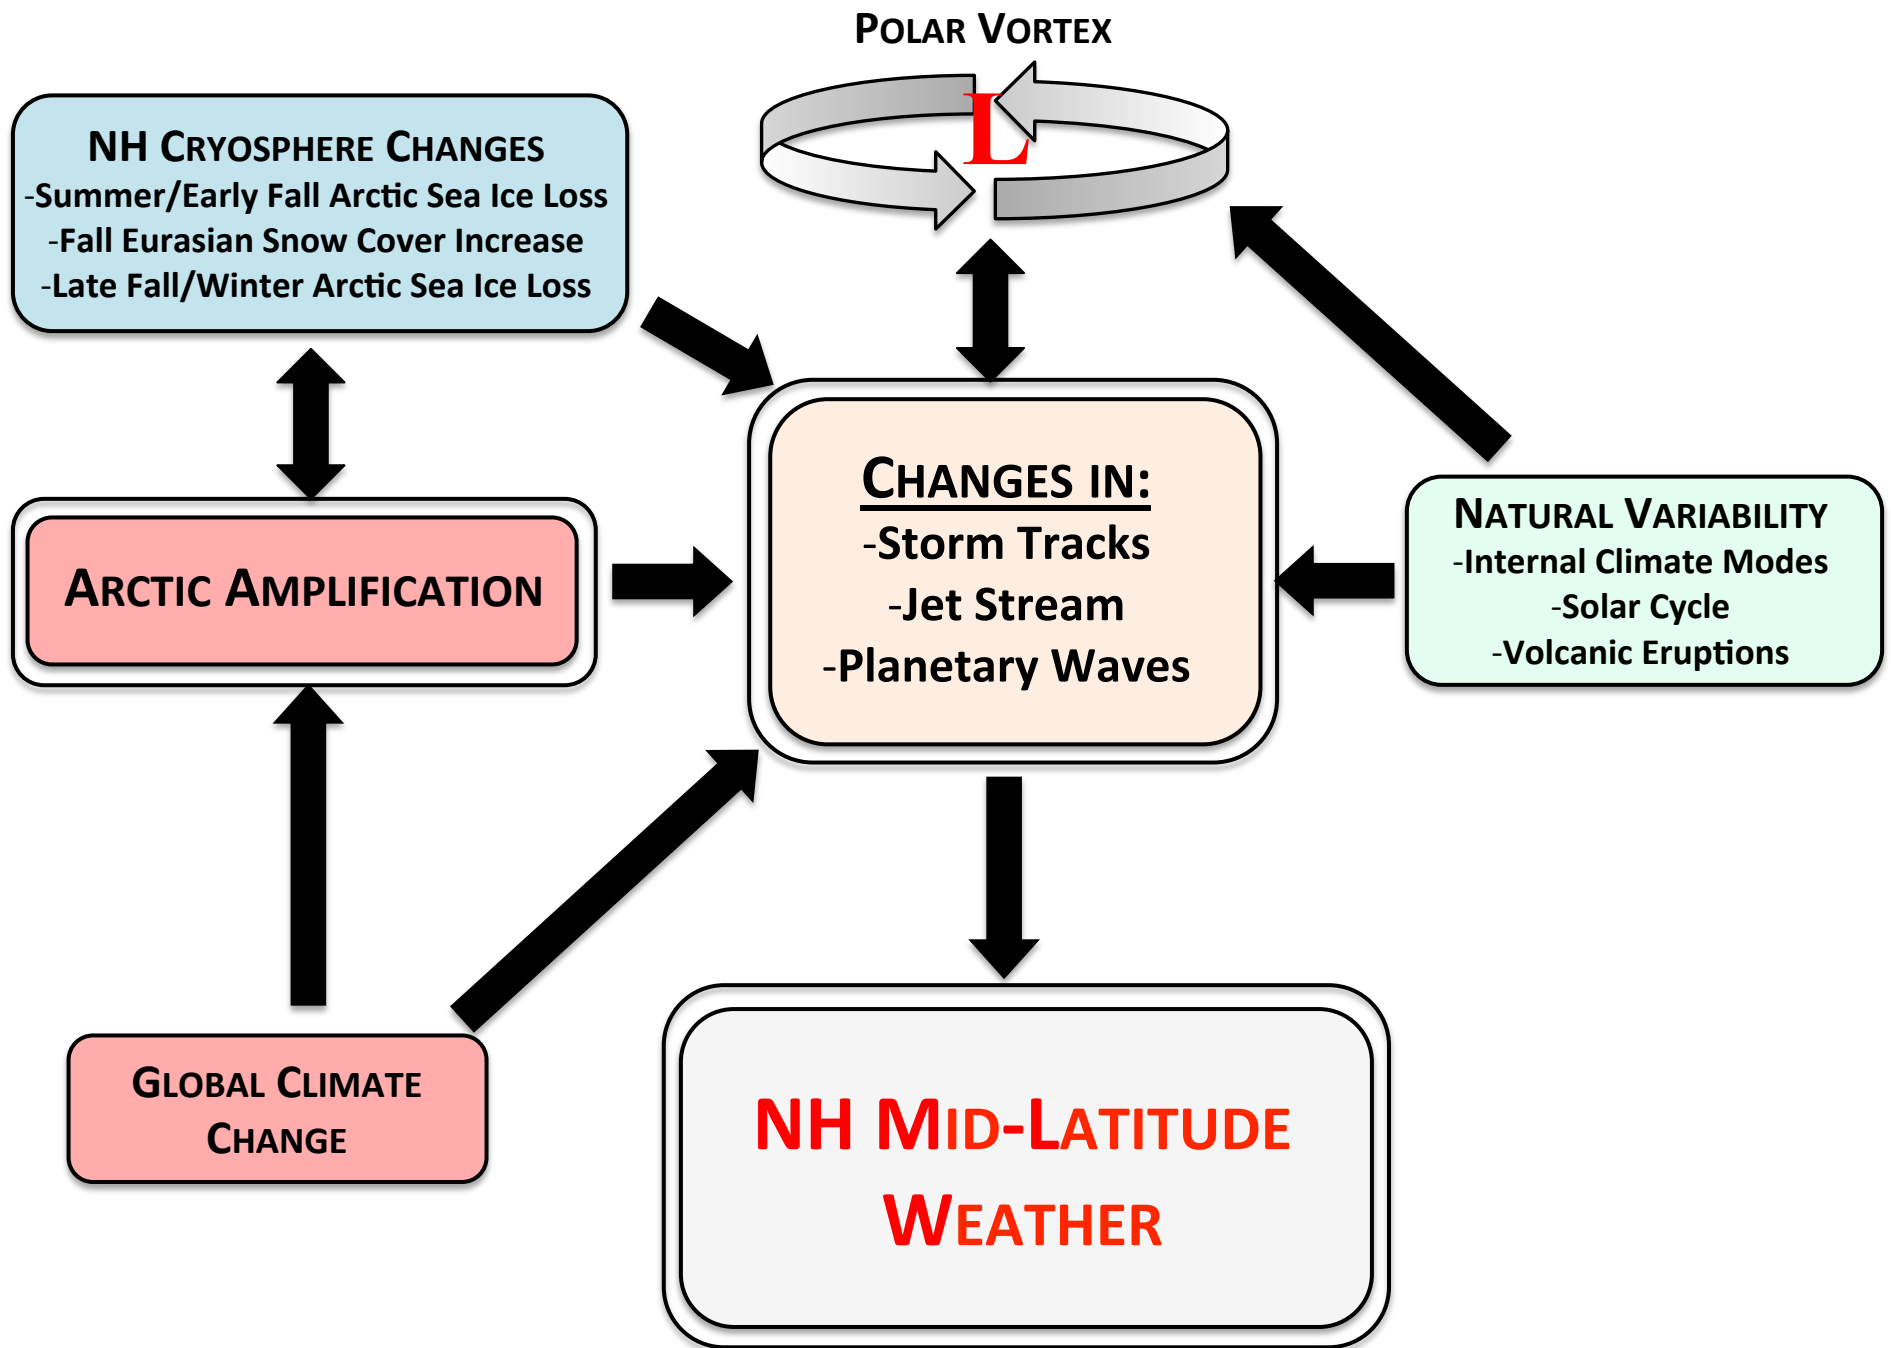 POLAR VORTEX
L
NH CRYOSPHERE CHANGES
-Summer/Early Fall Arctic Sea Ice Loss
-Fall Eurasian Snow Cover Increase
-Late Fall/Winter Arctic Sea Ice Loss
CHANGES IN:
-Storm Tracks
-Jet Stream
-Planetary Waves
ARCTIC AMPLIFICATION
NATURAL VARIABILITY
-Internal Climate Modes
-Solar Cycle
-Volcanic Eruptions
GLOBAL CLIMATE
CHANGE
NH MID-LATITUDE
WEATHER